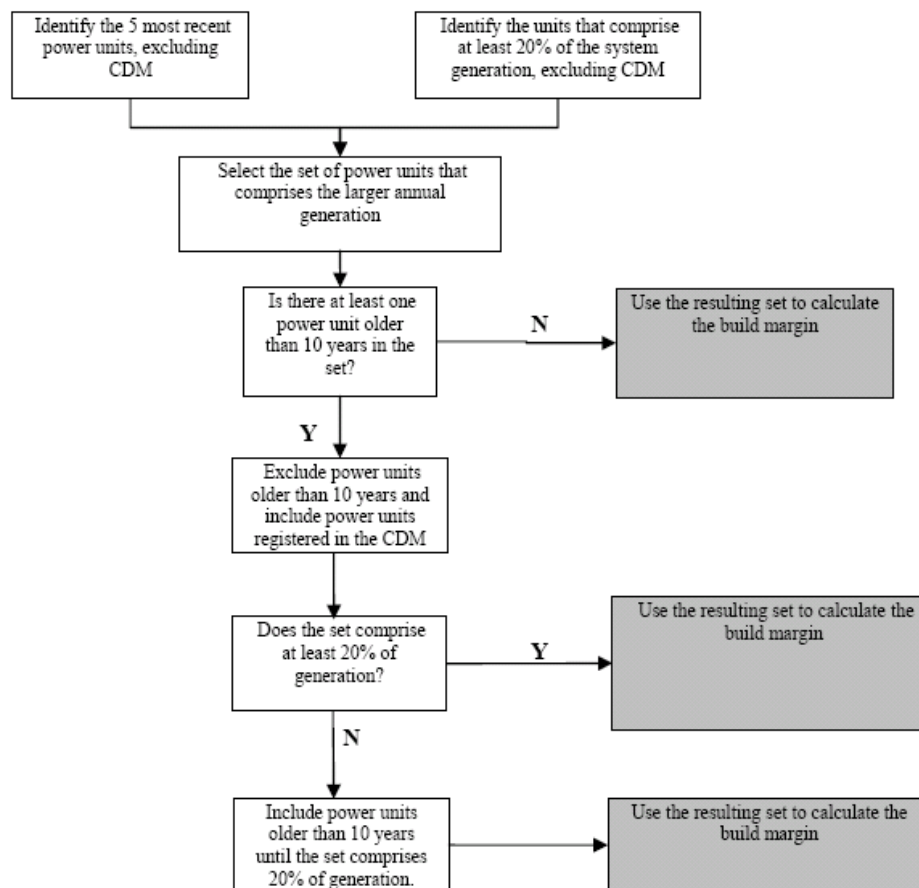 Identify the 5 most recent
power units, excluding
CDM
Identify the units that comprise
at least 20% of the system
generation, excluding CDM
Select the set of power units that
comprises the larger annual
generation
Is there at least one
power unit older
than 10 years in the
set?
N
Use the resulting set to calculate
the build margin
Y
Exclude power units
older than 10 years and
include power units
registered in the CDM
Does the set comprise
at least 20% of
generation?
Y
Use the resulting set to calculate the
build margin
N
Include power units
older than 10 years
until the set comprises
20% of generation.
Use the resulting set to calculate the
build margin